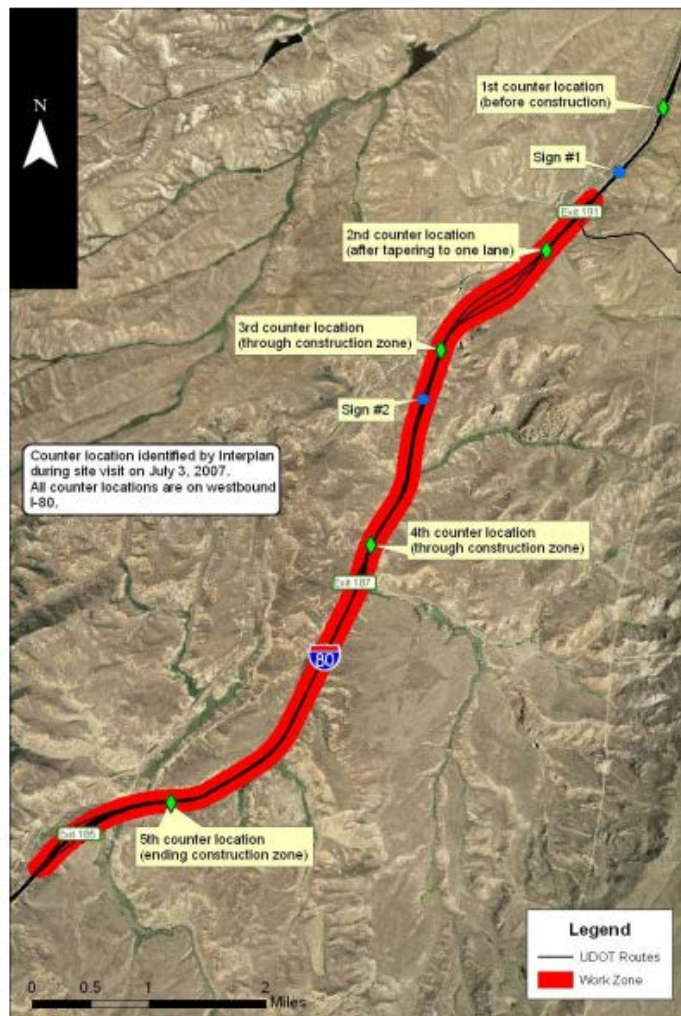 N
1st counter location
(before construction)
Sign #1
Exit 191
2nd counter location
(after tapering to one lane)
3rd counter location
(through construction zone)
Sign #2
Counter location identified by Interplan
during site visit on July 3, 2007.
All counter locations are on westbound
I-80.
4th counter location
(through construction zone)
Exit 187
80
Exit 185
5th counter location
(ending construction zone)
Legend
UDOT Routes
Work Zone
0 0.5 1 2
Miles